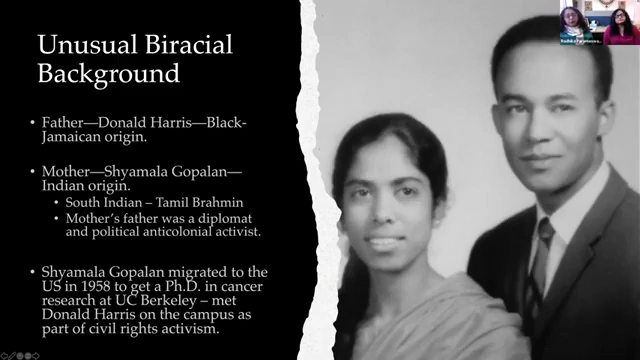 Unusual Biracial
Background
• Father—Donald Harris—Black-
Jamaican origin.
• Mother—Shyamala Gopalan—
Indian origin.
• South Indian – Tamil Brahmin
• Mother's father was a diplomat
and political anticolonial activist.
• Shyamala Gopalan migrated to the
US in 1958 to get a Ph.D. in cancer
research at UC Berkeley – met
Donald Harris on the campus as
part of civil rights activism.